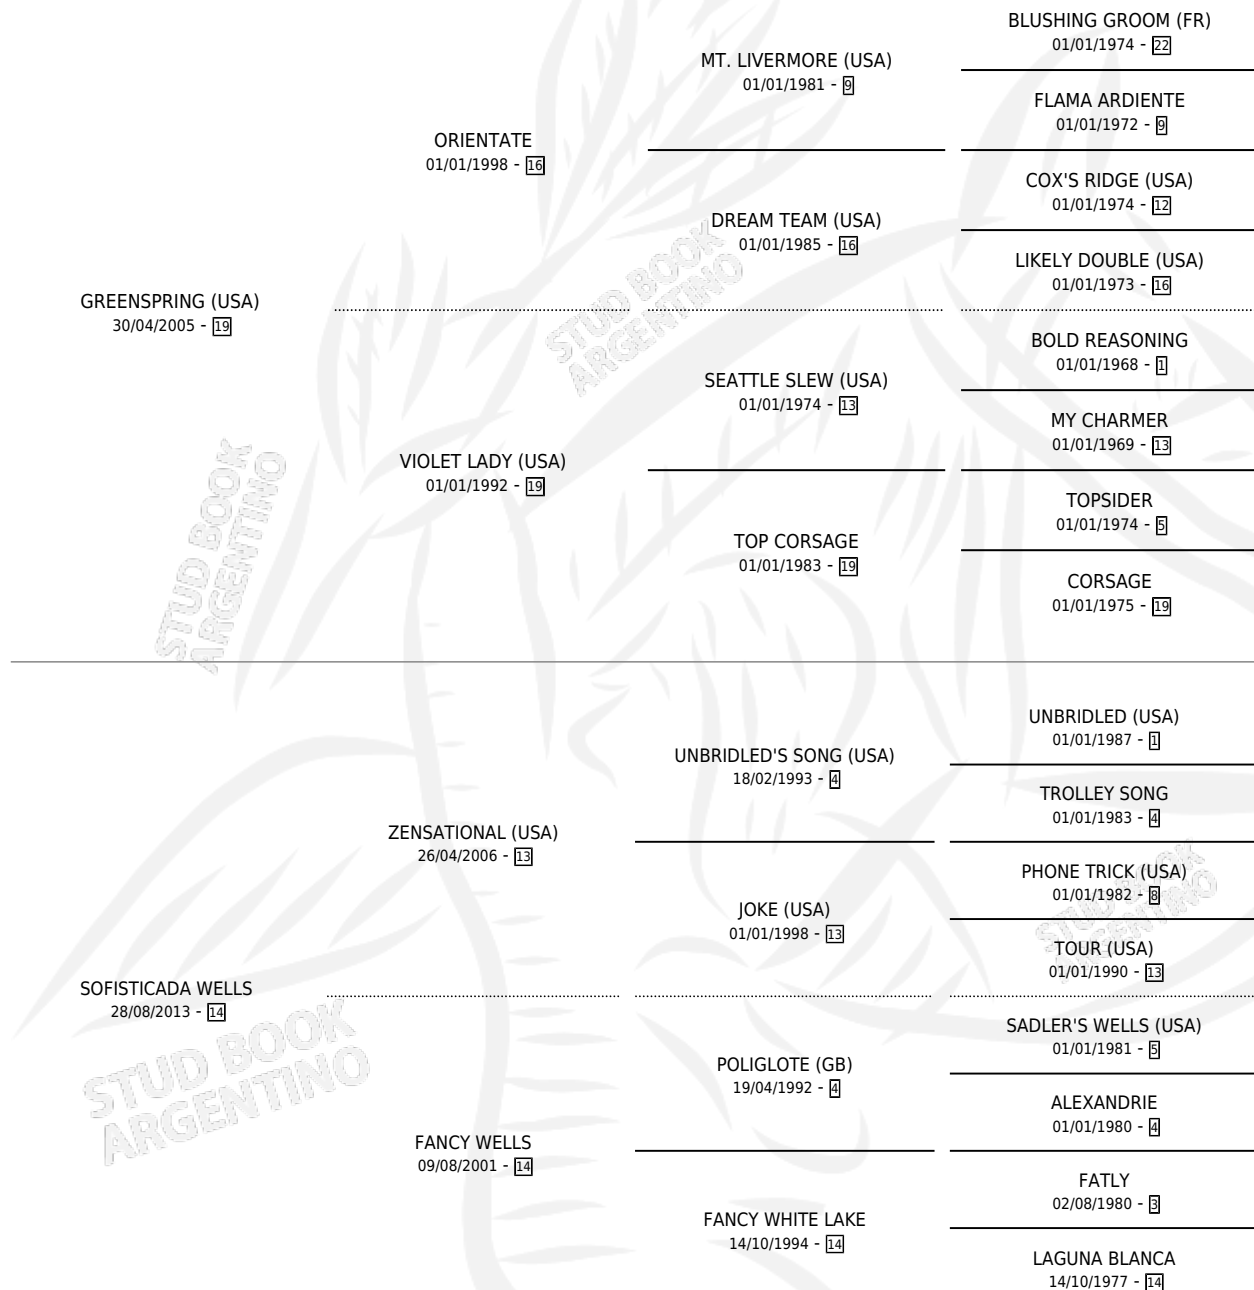 BLUSHING GROOM (FR)
01/01/1974 - 22
MT. LIVERMORE (USA)
01/01/1981 - 9
FLAMA ARDIENTE
01/01/1972 - 9
ORIENTATE
01/01/1998 - 16
COX'S RIDGE (USA)
01/01/1974 - 12
DREAM TEAM (USA)
01/01/1985 - 16
LIKELY DOUBLE (USA)
01/01/1973 - 16
GREENSPRING (USA)
30/04/2005 - 19
BOLD REASONING
01/01/1968 - 1
SEATTLE SLEW (USA)
01/01/1974 - 13
MY CHARMER
01/01/1969 - 13
VIOLET LADY (USA)
01/01/1992 - 19
TOPSIDER
01/01/1974 - 5
TOP CORSAGE
01/01/1983 - 19
CORSAGE
01/01/1975 - 19
STUD BOOK
ARGENTINO
STUD BOOK
ARGENTINO
UNBRIDLED (USA)
01/01/1987 - 1
UNBRIDLED'S SONG (USA)
18/02/1993 - 4
TROLLEY SONG
01/01/1983 - 4
ZENSATIONAL (USA)
26/04/2006 - 13
PHONE TRICK (USA)
01/01/1982 - 8
JOKE (USA)
01/01/1998 - 13
TOUR (USA)
01/01/1990 - 13
SOFISTICADA WELLS
28/08/2013 - 14
SADLER'S WELLS (USA)
01/01/1981 - 5
POLIGLOTE (GB)
19/04/1992 - 4
ALEXANDRIE
01/01/1980 - 4
FANCY WELLS
09/08/2001 - 14
FATLY
02/08/1980 - 3
FANCY WHITE LAKE
14/10/1994 - 14
LAGUNA BLANCA
14/10/1977 - 14
STUD BOOK
ARGENTINO
STUD BOOK
ARGENTINO